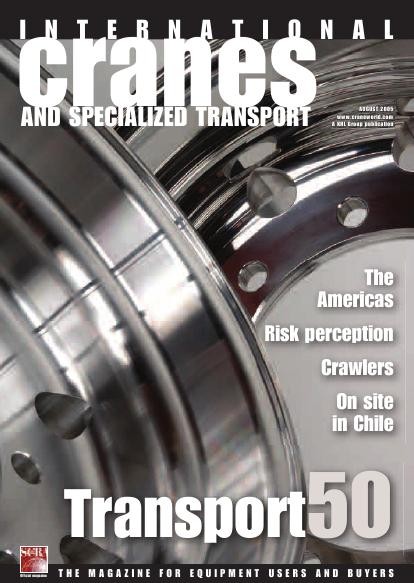 INTERNATIONAL
cranes
AND SPECIALIZED TRANSPORT
AUGUST 2005
www.cranesworld.com
A KHL Group publication
The
Americas
Risk perception
Crawlers
On site
in Chile
Transport50
SC&R
Official magazine
THE MAGAZINE FOR EQUIPMENT USERS AND BUYERS